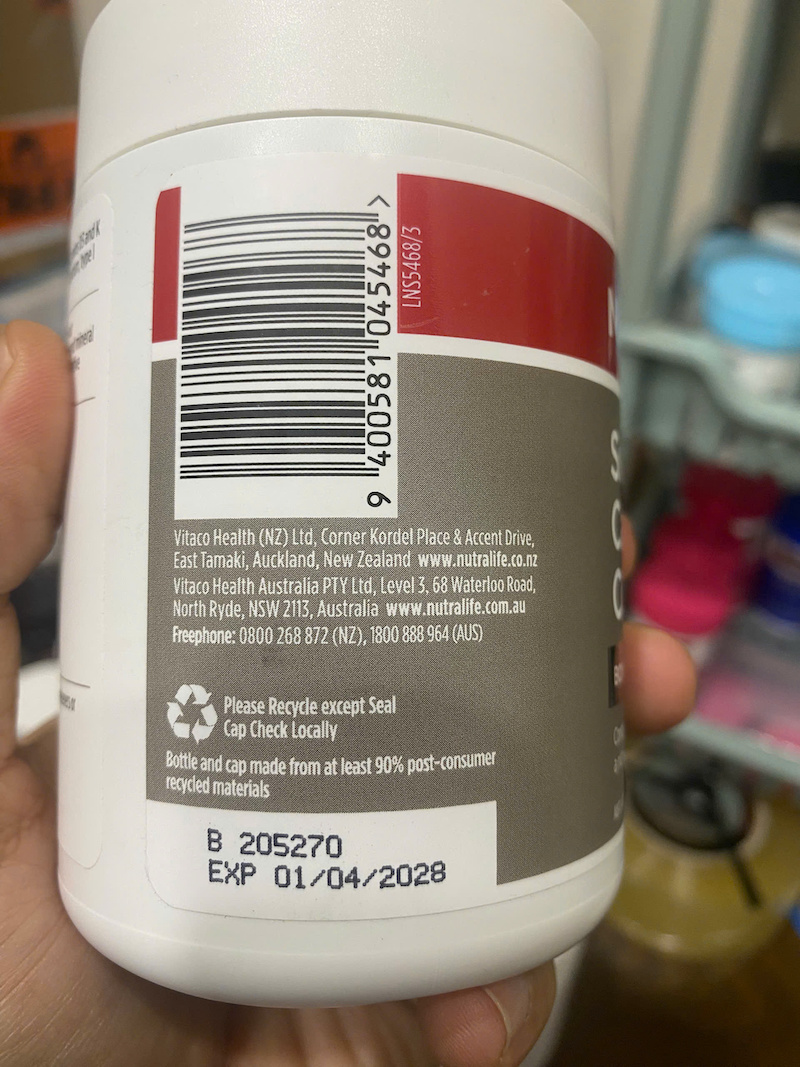 9 400581 045468 >
LNS5468/3
Vitaco Health (NZ) Ltd, Corner Kordel Place & Accent Drive,
East Tamaki, Auckland, New Zealand www.nutralife.co.nz
Vitaco Health Australia PTY Ltd, Level 3, 68 Waterloo Road,
North Ryde, NSW 2113, Australia www.nutralife.com.au
Freephone: 0800 268 872 (NZ), 1800 888 964 (AUS)
Please Recycle except Seal
Cap Check Locally
Bottle and cap made from at least 90% post-consumer
recycled materials
B 205270
EXP 01/04/2028